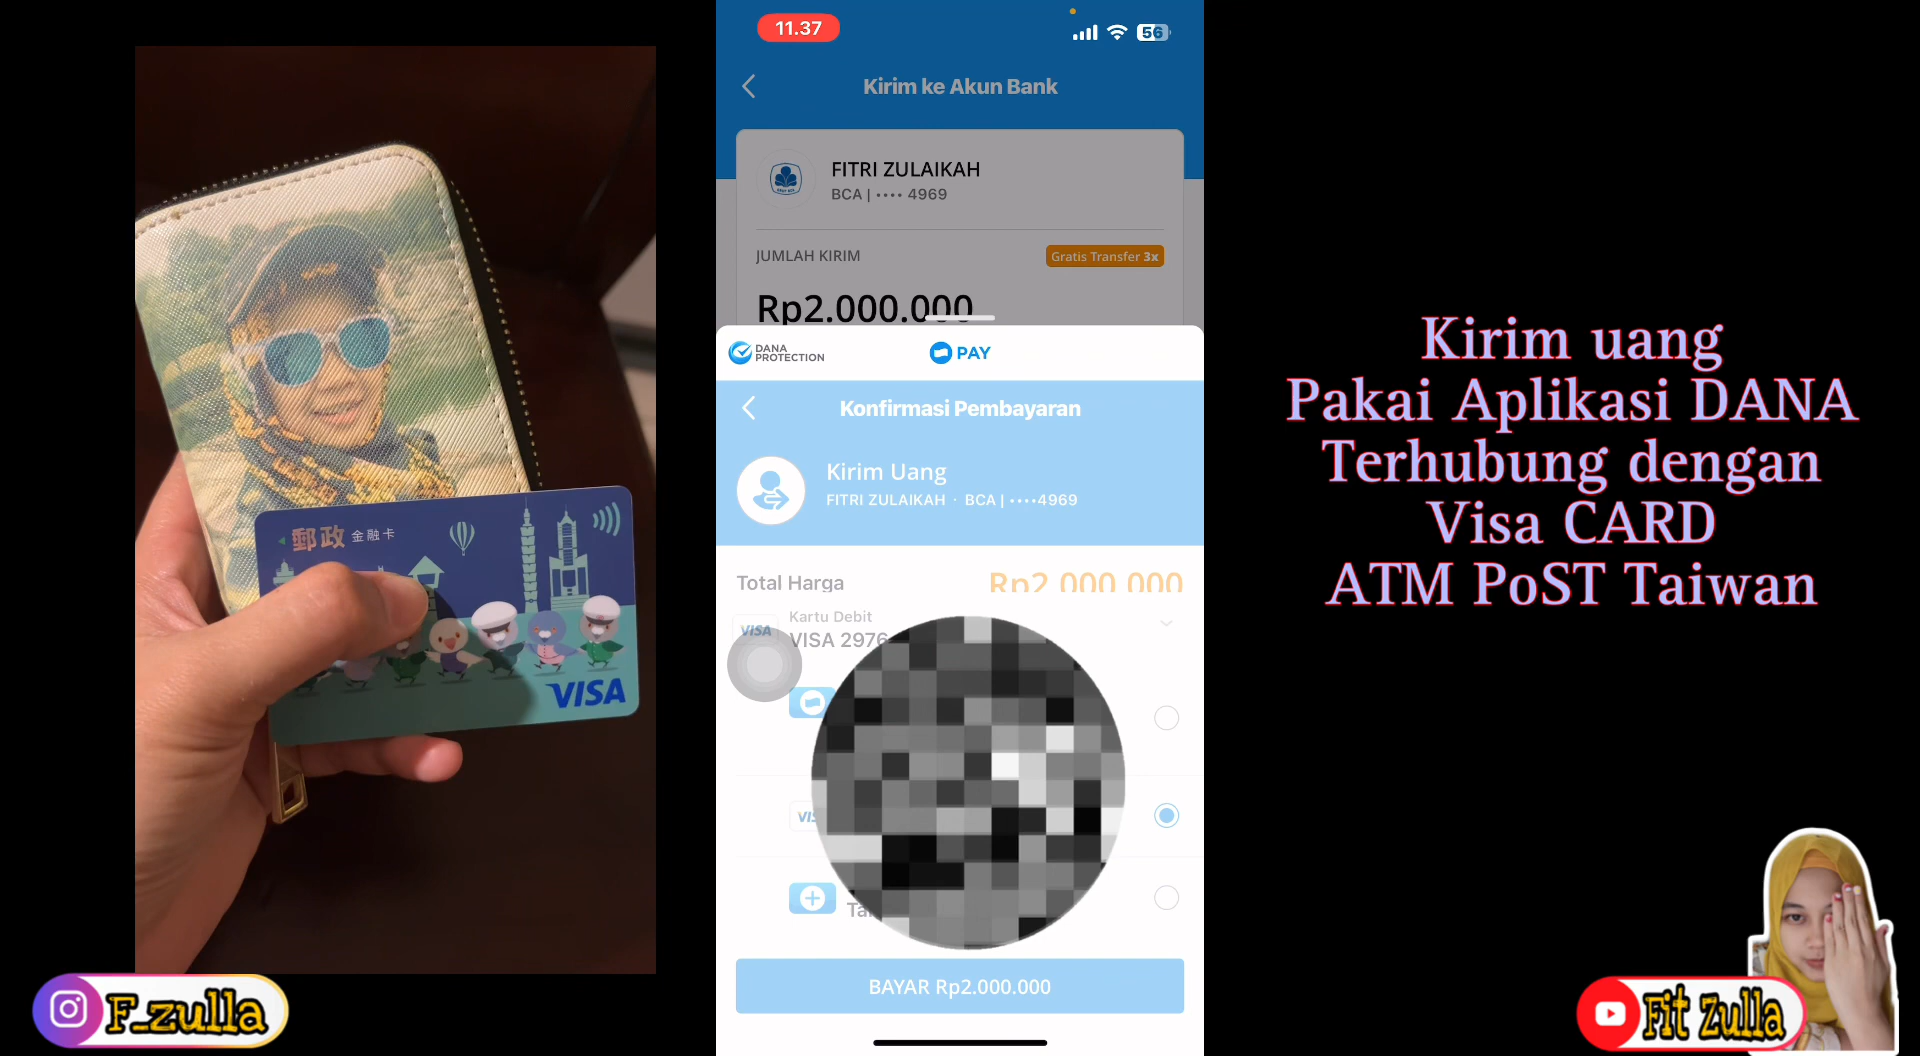 郵政 金融卡
VISA
F_zulla
11.37
56
Kirim ke Akun Bank
FITRI ZULAIKAH
BCA | •••• 4969
JUMLAH KIRIM
Gratis Transfer 3x
Rp2.000.000
DANA PROTECTION
PAY
Konfirmasi Pembayaran
Kirim Uang
FITRI ZULAIKAH · BCA | ••••4969
Total Harga Rp2.000.000
Kartu Debit
VISA
VISA 2976
BAYAR Rp2.000.000
Kirim uang
Pakai Aplikasi DANA
Terhubung dengan
Visa CARD
ATM PoST Taiwan
Fit Zulla